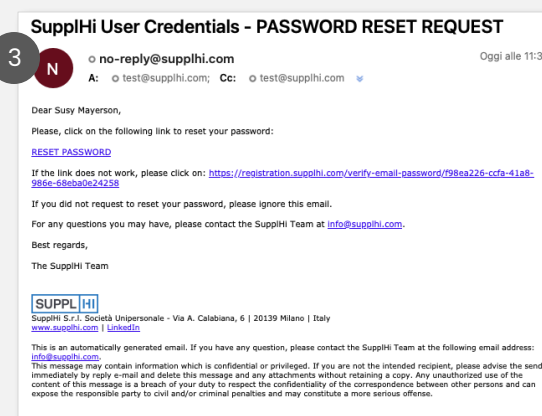 SupplHi User Credentials - PASSWORD RESET REQUEST
3
N
no-reply@supplhi.com
Oggi alle 11:3
A: test@supplhi.com; Cc: test@supplhi.com
Dear Susy Mayerson,
Please, click on the following link to reset your password:
RESET PASSWORD
If the link does not work, please click on: https://registration.supplhi.com/verify-email-password/f98ea226-ccfa-41a8-
986e-68eba0e24258
If you did not request to reset your password, please ignore this email.
For any questions you may have, please contact the SupplHi Team at info@supplhi.com.
Best regards,
The SupplHi Team
SUPPL HI
SupplHi S.r.l. Società Unipersonale - Via A. Calabiana, 6 | 20139 Milano | Italy
www.supplhi.com | LinkedIn
This is an automatically generated email. If you have any question, please contact the SupplHi Team at the following email address:
info@supplhi.com.
This message may contain information which is confidential or privileged. If you are not the intended recipient, please advise the send
immediately by reply e-mail and delete this message and any attachments without retaining a copy. Any unauthorized use of the
content of this message is a breach of your duty to respect the confidentiality of the correspondence between other persons and can
expose the responsible party to civil and/or criminal penalties and may constitute a more serious offense.